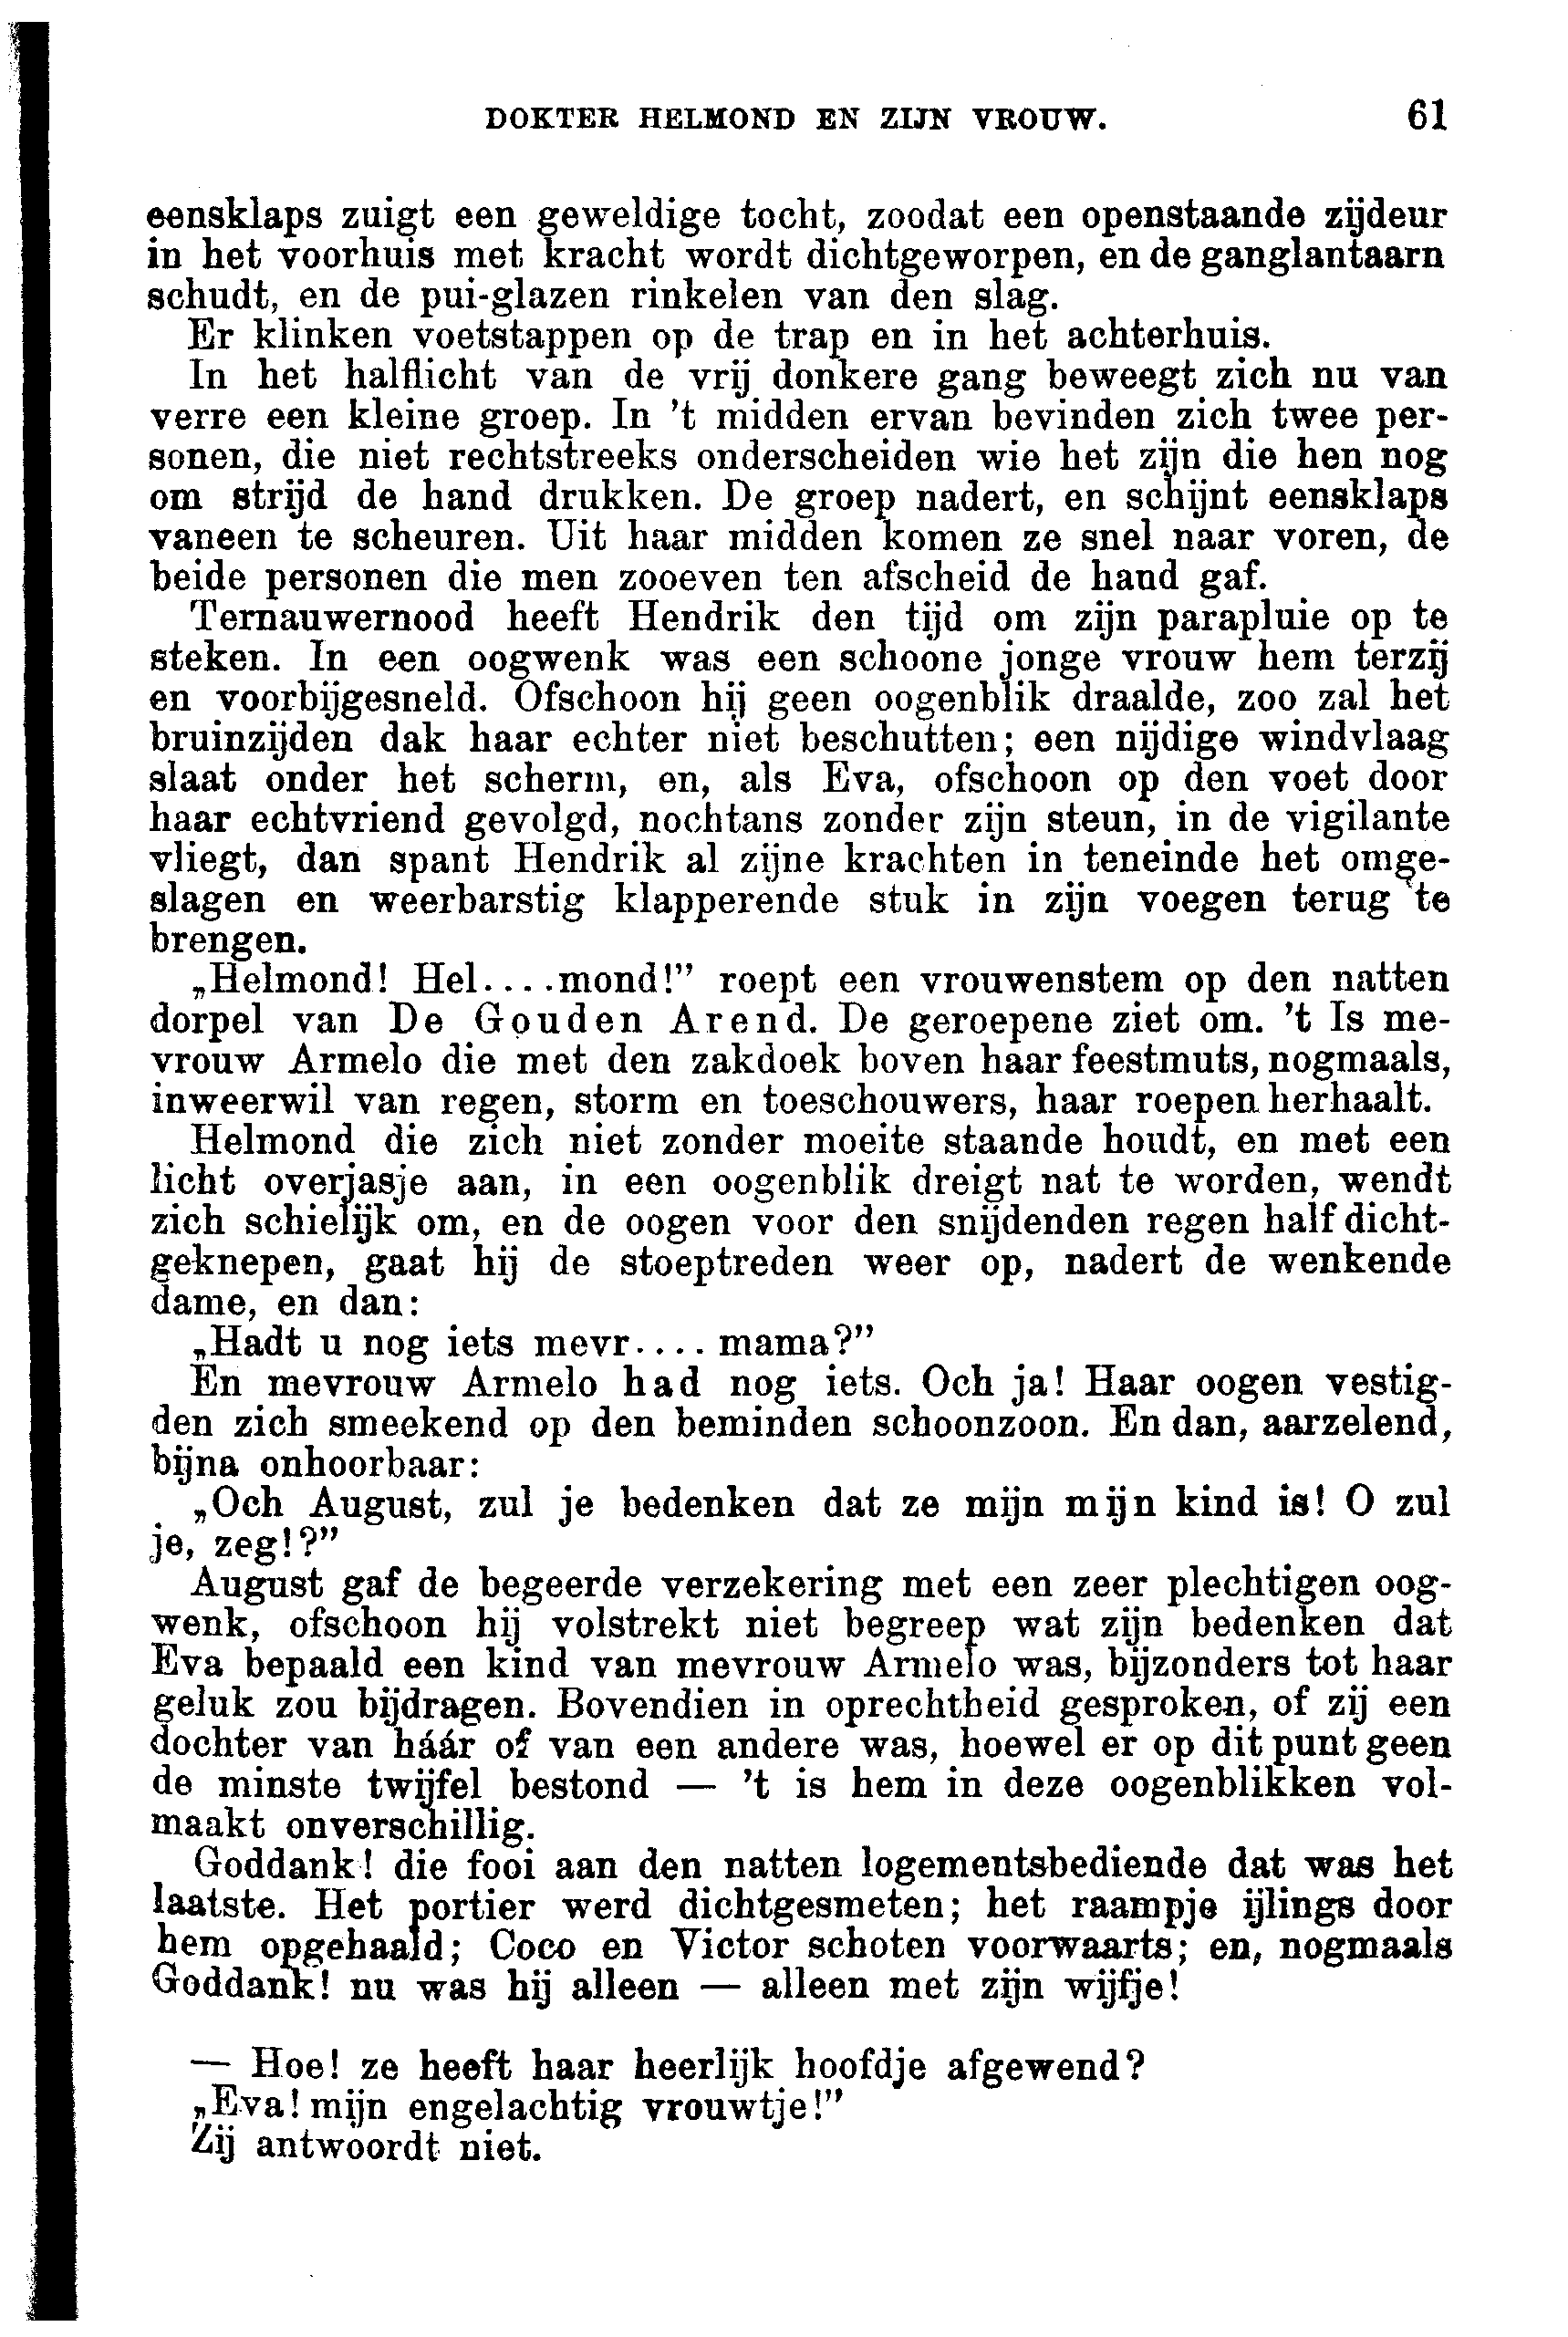 DOKTER HELMOND EN ZIJN VROUW. 61
eensklaps zuigt een geweldige tocht, zoodat een openstaande zijdeur
in het voorhuis met kracht wordt dichtgeworpen, en de ganglantaarn
schudt, en de pui-glazen rinkelen van den slag.
Er klinken voetstappen op de trap en in het achterhuis.
In het halflicht van de vrij donkere gang beweegt zich nu van
verre een kleine groep. In 't midden ervan bevinden zich twee per-
sonen, die niet rechtstreeks onderscheiden wie het zijn die hen nog
om strijd de hand drukken. De groep nadert, en schijnt eensklaps
vaneen te scheuren. Uit haar midden komen ze snel naar voren, de
beide personen die men zooeven ten afscheid de hand gaf.
Ternauwernood heeft Hendrik den tijd om zijn parapluie op te
steken. In een oogwenk was een schoone jonge vrouw hem terzij
en voorbijgesneld. Ofschoon hij geen oogenblik draalde, zoo zal het
bruinzijden dak haar echter niet beschutten; een nijdige windvlaag
slaat onder het scherm, en, als Eva, ofschoon op den voet door
haar echtvriend gevolgd, nochtans zonder zijn steun, in de vigilante
vliegt, dan spant Hendrik al zijne krachten in teneinde het omge-
slagen en weerbarstig klapperende stuk in zijn voegen terug te
brengen.
„Helmond! Hel....mond!” roept een vrouwenstem op den natten
dorpel van De Gouden Arend. De geroepene ziet om. 't Is me-
vrouw Armelo die met den zakdoek boven haar feestmuts, nogmaals,
inweerwil van regen, storm en toeschouwers, haar roepen herhaalt.
Helmond die zich niet zonder moeite staande houdt, en met een
licht overjasje aan, in een oogenblik dreigt nat te worden, wendt
zich schielijk om, en de oogen voor den snijdenden regen half dicht-
geknepen, gaat hij de stoeptreden weer op, nadert de wenkende
dame, en dan:
„Hadt u nog iets mevr.... mama?”
En mevrouw Armelo had nog iets. Och ja! Haar oogen vestig-
den zich smeekend op den beminden schoonzoon. En dan, aarzelend,
bijna onhoorbaar:
„Och August, zul je bedenken dat ze mijn mijn kind is! O zul
je, zeg!?”
August gaf de begeerde verzekering met een zeer plechtigen oog-
wenk, ofschoon hij volstrekt niet begreep wat zijn bedenken dat
Eva bepaald een kind van mevrouw Armelo was, bijzonders tot haar
geluk zou bijdragen. Bovendien in oprechtheid gesproken, of zij een
dochter van háár of van een andere was, hoewel er op dit punt geen
de minste twijfel bestond — 't is hem in deze oogenblikken vol-
maakt onverschillig.
Goddank! die fooi aan den natten logementsbediende dat was het
laatste. Het portier werd dichtgesmeten; het raampje ijlings door
hem opgehaald; Coco en Victor schoten voorwaarts; en, nogmaals
Goddank! nu was hij alleen — alleen met zijn wijfje!
— Hoe! ze heeft haar heerlijk hoofdje afgewend?
„Eva! mijn engelachtig vrouwtje!”
Zij antwoordt niet.